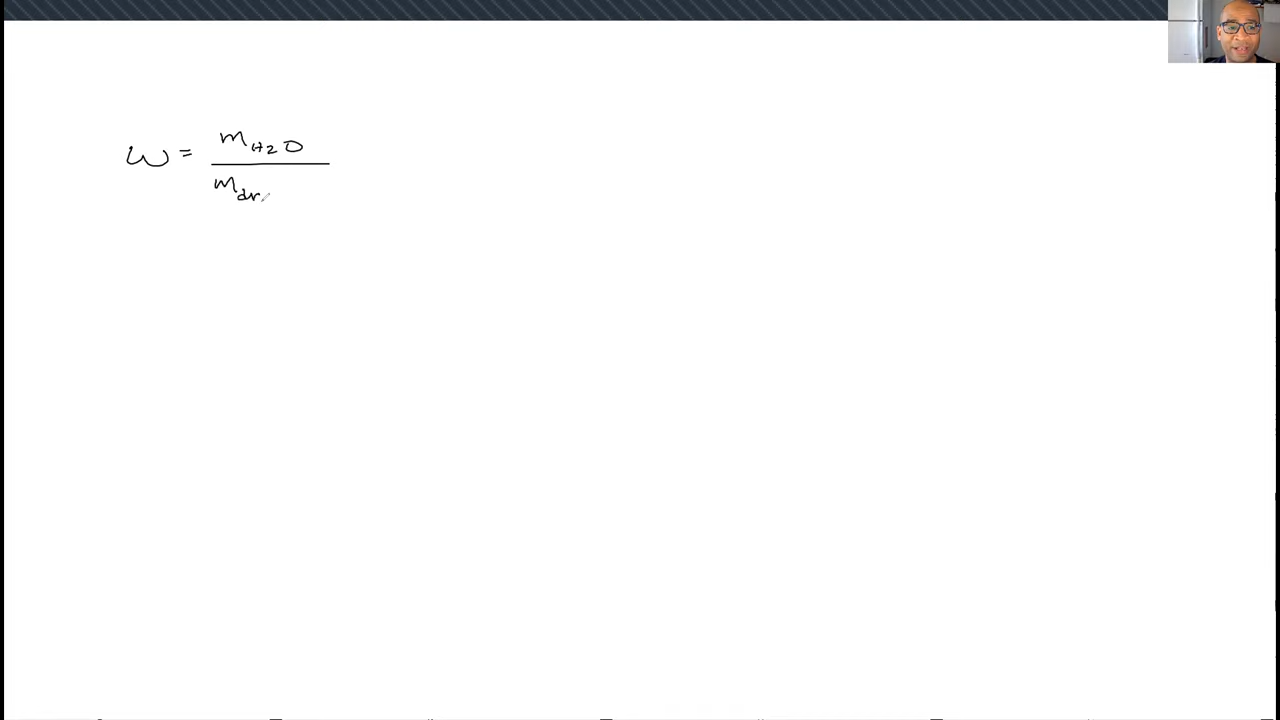 ω = m_H₂O
m_dr